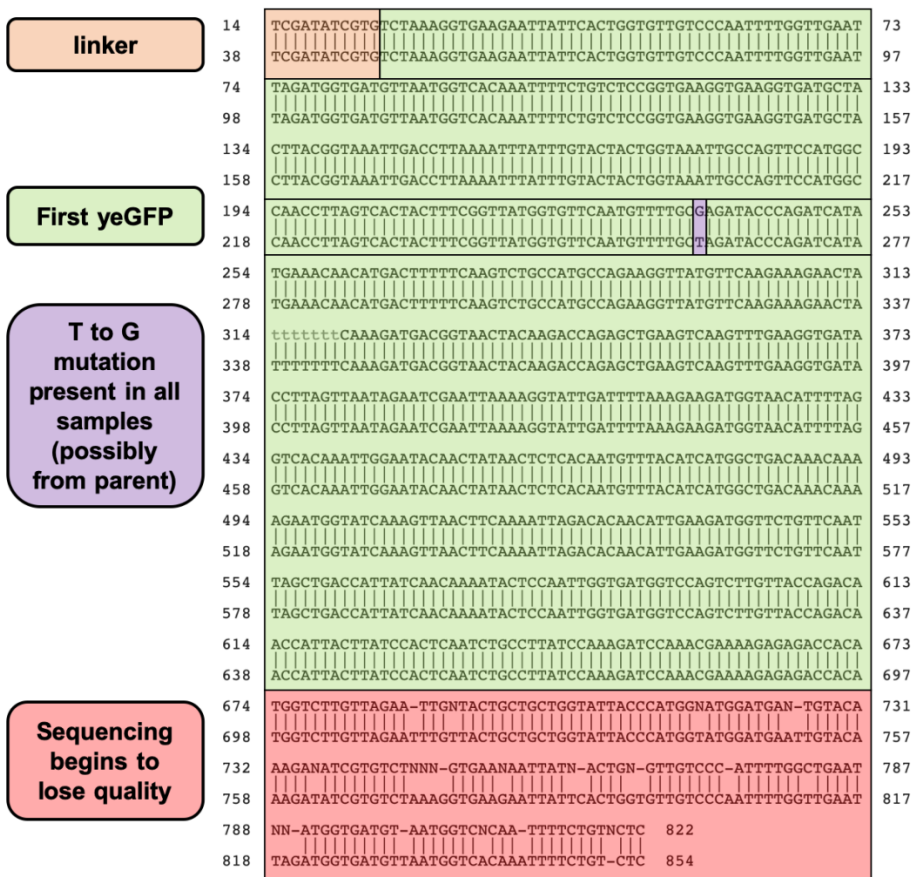 linker
14 TCGATATCGTGTCTAAAGGTGAAGAATTATTCACTGGTGTTGTCCCAATTTTGGTTGAAT 73
38 TCGATATCGTGTCTAAAGGTGAAGAATTATTCACTGGTGTTGTCCCAATTTTGGTTGAAT 97
74 TAGATGGTGATGTTAATGGTCACAAATTTTCTGTCTCCGGTGAAGGTGAAGGTGATGCTA 133
98 TAGATGGTGATGTTAATGGTCACAAATTTTCTGTCTCCGGTGAAGGTGAAGGTGATGCTA 157
134 CTTACGGTAAATTGACCTTAAAATTTATTTGTACTACTGGTAAATTGCCAGTTCCATGGC 193
158 CTTACGGTAAATTGACCTTAAAATTTATTTGTACTACTGGTAAATTGCCAGTTCCATGGC 217
First yeGFP
194 CAACCTTAGTCACTACTTTCGGTTATGGTGTTCAATGTTTTGCGAGATACCCAGATCATA 253
218 CAACCTTAGTCACTACTTTCGGTTATGGTGTTCAATGTTTTGCTAGATACCCAGATCATA 277
254 TGAAACAACATGACTTTTTCAAGTCTGCCATGCCAGAAGGTTATGTTCAAGAAAGAACTA 313
278 TGAAACAACATGACTTTTTCAAGTCTGCCATGCCAGAAGGTTATGTTCAAGAAAGAACTA 337
T to G
mutation
present in all
samples
(possibly
from parent)
314 tttttttCAAAGATGACGGTAACTACAAGACCAGAGCTGAAGTCAAGTTTGAAGGTGATA 373
338 TTTTTTTCAAAGATGACGGTAACTACAAGACCAGAGCTGAAGTCAAGTTTGAAGGTGATA 397
374 CCTTAGTTAATAGAATCGAATTAAAAGGTATTGATTTTAAAGAAGATGGTAACATTTTAG 433
398 CCTTAGTTAATAGAATCGAATTAAAAGGTATTGATTTTAAAGAAGATGGTAACATTTTAG 457
434 GTCACAAATTGGAATACAACTATAACTCTCACAATGTTTACATCATGGCTGACAAACAAA 493
458 GTCACAAATTGGAATACAACTATAACTCTCACAATGTTTACATCATGGCTGACAAACAAA 517
494 AGAATGGTATCAAAGTTAACTTCAAAATTAGACACAACATTGAAGATGGTTCTGTTCAAT 553
518 AGAATGGTATCAAAGTTAACTTCAAAATTAGACACAACATTGAAGATGGTTCTGTTCAAT 577
554 TAGCTGACCATTATCAACAAAATACTCCAATTGGTGATGGTCCAGTCTTGTTACCAGACA 613
578 TAGCTGACCATTATCAACAAAATACTCCAATTGGTGATGGTCCAGTCTTGTTACCAGACA 637
614 ACCATTACTTATCCACTCAATCTGCCTTATCCAAAGATCCAAACGAAAAGAGAGACCACA 673
638 ACCATTACTTATCCACTCAATCTGCCTTATCCAAAGATCCAAACGAAAAGAGAGACCACA 697
Sequencing
begins to
lose quality
674 TGGTCTTGTTAGAA-TTGNTACTGCTGCTGGTATTACCCATGGNATGGATGAN-TGTACA 731
698 TGGTCTTGTTAGAATTTGTTACTGCTGCTGGTATTACCCATGGTATGGATGAATTGTACA 757
732 AAGANATCGTGTCTNNN-GTGAANAATTATN-ACTGN-GTTGTCCC-ATTTTGGCTGAAT 787
758 AAGATATCGTGTCTAAAGGTGAAGAATTATTCACTGGTGTTGTCCCAATTTTGGTTGAAT 817
788 NN-ATGGTGATGT-AATGGTCNCAA-TTTTCTGTNCTC 822
818 TAGATGGTGATGTTAATGGTCACAAATTTTCTGT-CTC 854